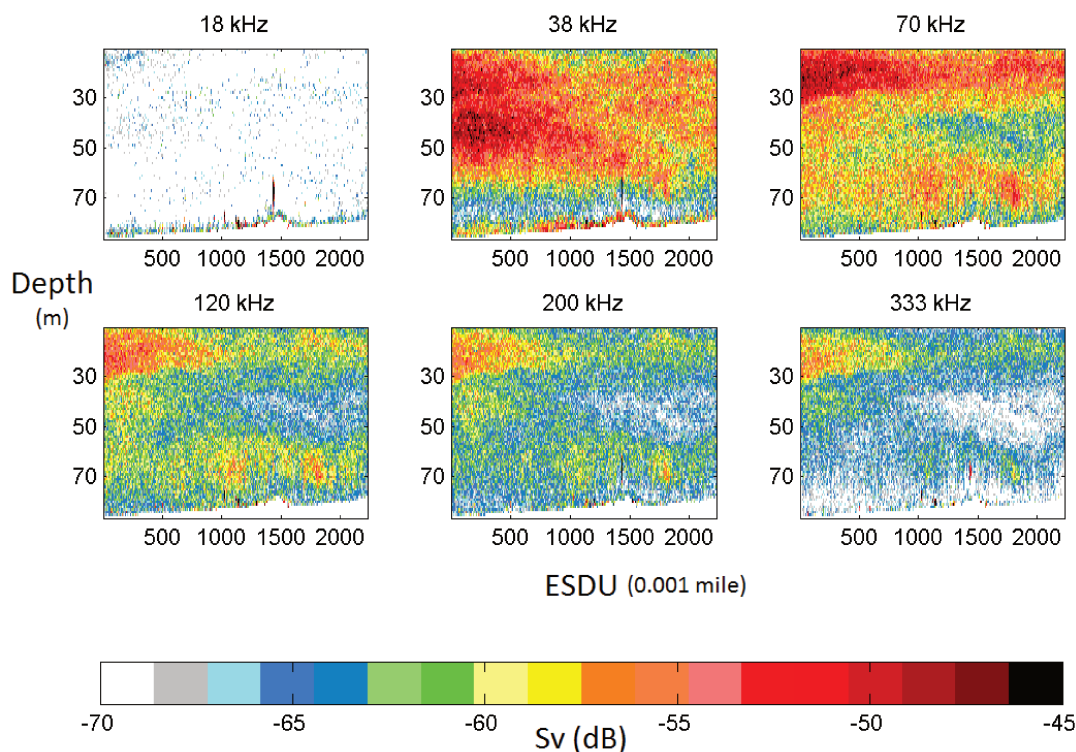 18 kHz 38 kHz 70 kHz
30 30 30
50 50 50
70 70 70
500 1000 1500 2000 500 1000 1500 2000 500 1000 1500 2000
Depth
(m)
120 kHz 200 kHz 333 kHz
30 30 30
50 50 50
70 70 70
500 1000 1500 2000 500 1000 1500 2000 500 1000 1500 2000
ESDU (0.001 mile)
-70 -65 -60 -55 -50 -45
Sv (dB)